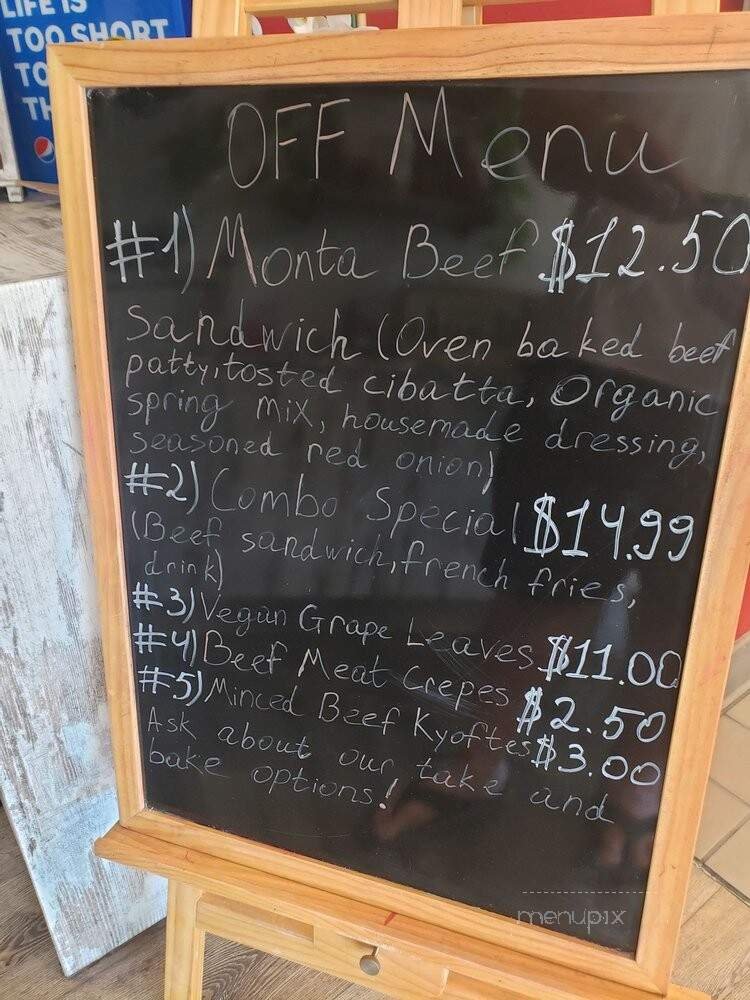 LIFE IS
TOO SHORT
TO
TH
OFF Menu
#1) Monta Beef $12.50
Sandwich (Oven baked beef
patty, tosted cibatta, Organic
spring mix, housemade dressing,
seasoned red onion)
#2) Combo Special $14.99
(Beef sandwich, french fries,
drink)
#3) Vegan Grape Leaves $11.00
#4) Beef Meat Crepes $2.50
#5) Minced Beef Kyoftes $3.00
Ask about our take and
bake options!
menupix